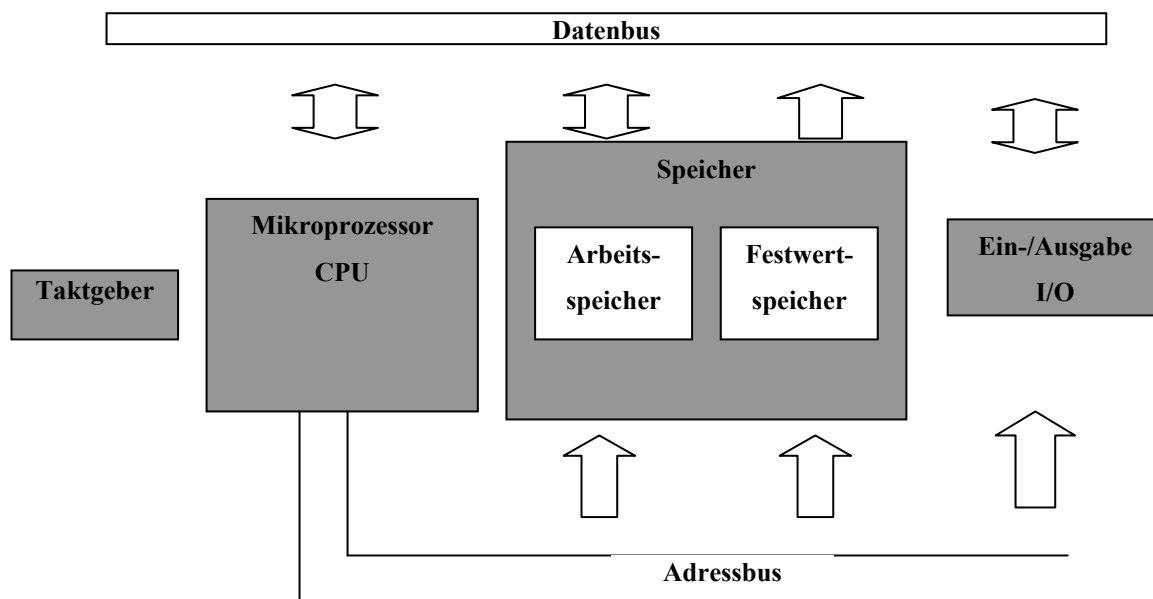 Datenbus
Speicher
Mikroprozessor
CPU
Arbeits-
speicher
Festwert-
speicher
Ein-/Ausgabe
I/O
Taktgeber
Adressbus